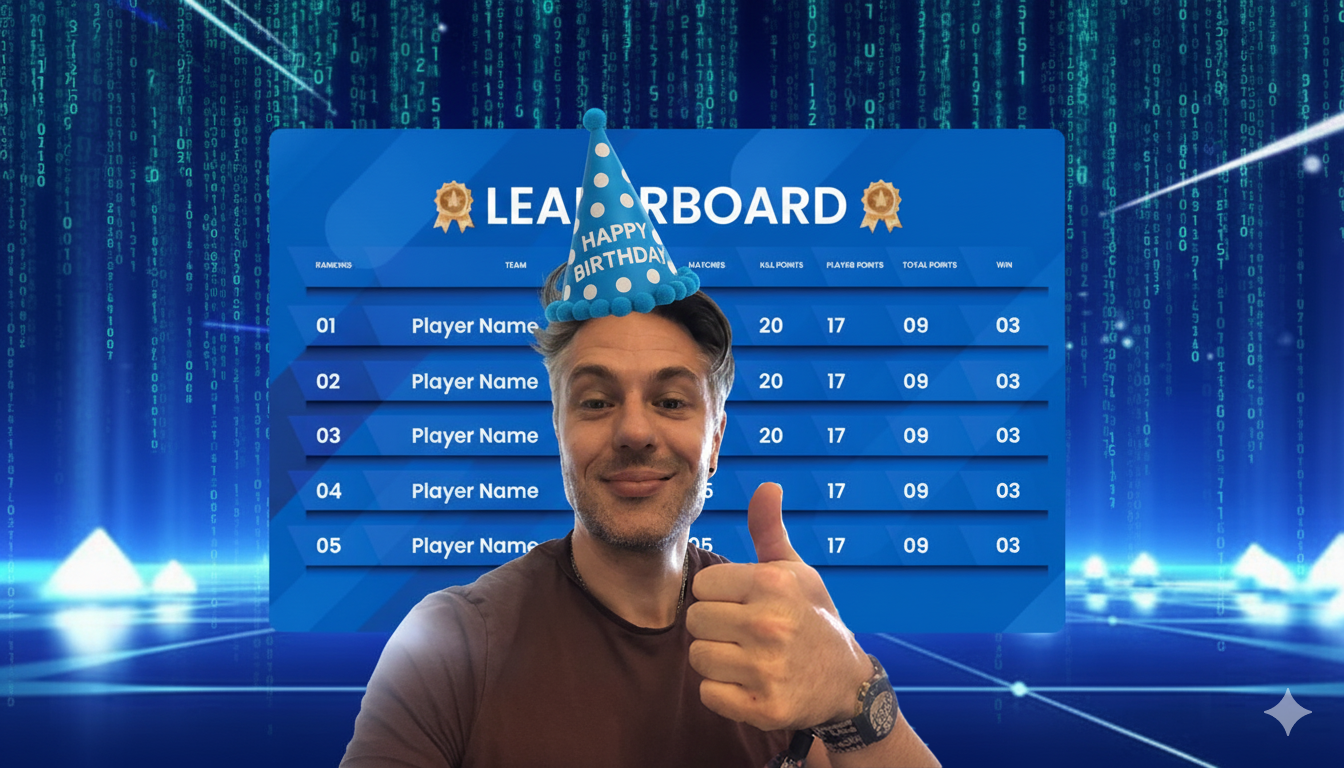 LEA RBOARD
HAPPY
BIRTHDAY
RANKINGS TEAM MATCHES KILL POINTS PLAYER POINTS TOTAL POINTS WIN
01 Player Name 20 17 09 03
02 Player Name 20 17 09 03
03 Player Name 20 17 09 03
04 Player Name 5 17 09 03
05 Player Name 05 17 09 03